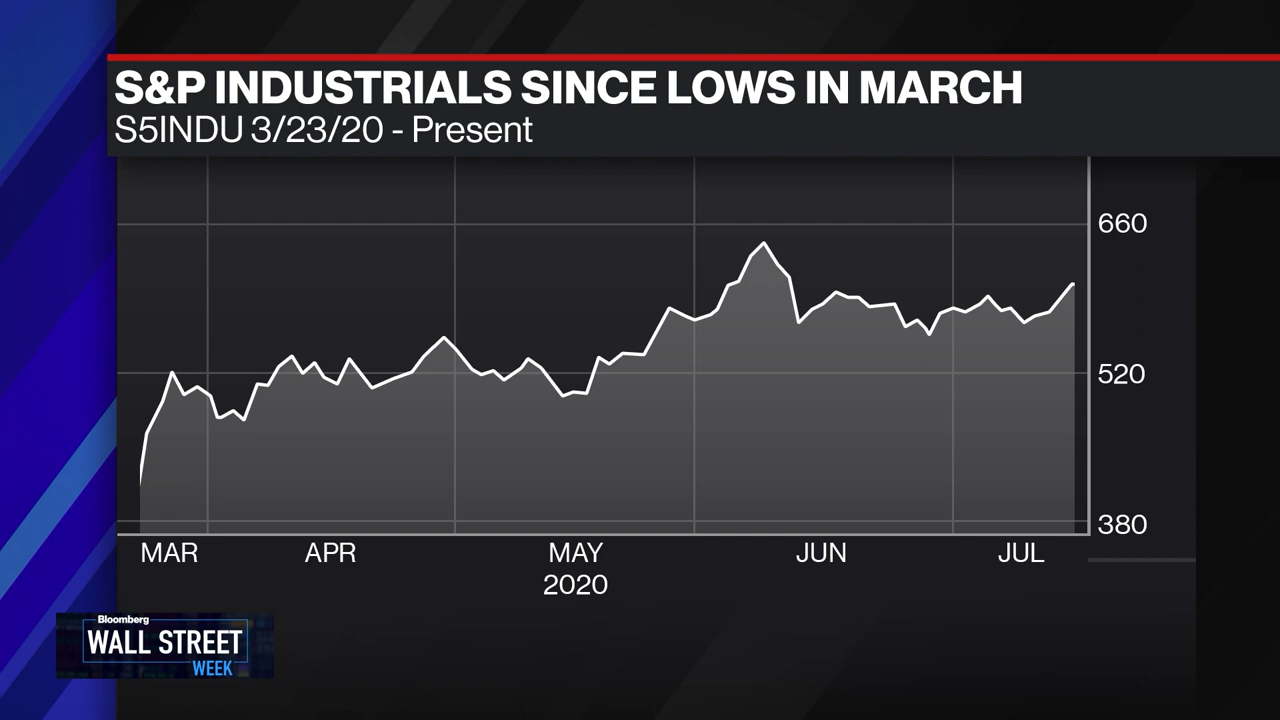 S&P INDUSTRIALS SINCE LOWS IN MARCH
S5INDU 3/23/20 - Present
660
520
380
MAR APR MAY JUN JUL
2020
Bloomberg
WALL STREET
WEEK